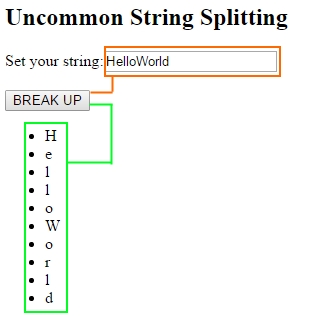 Uncommon String Splitting
Set your string: HelloWorld
BREAK UP
H
e
l
l
o
W
o
r
l
d